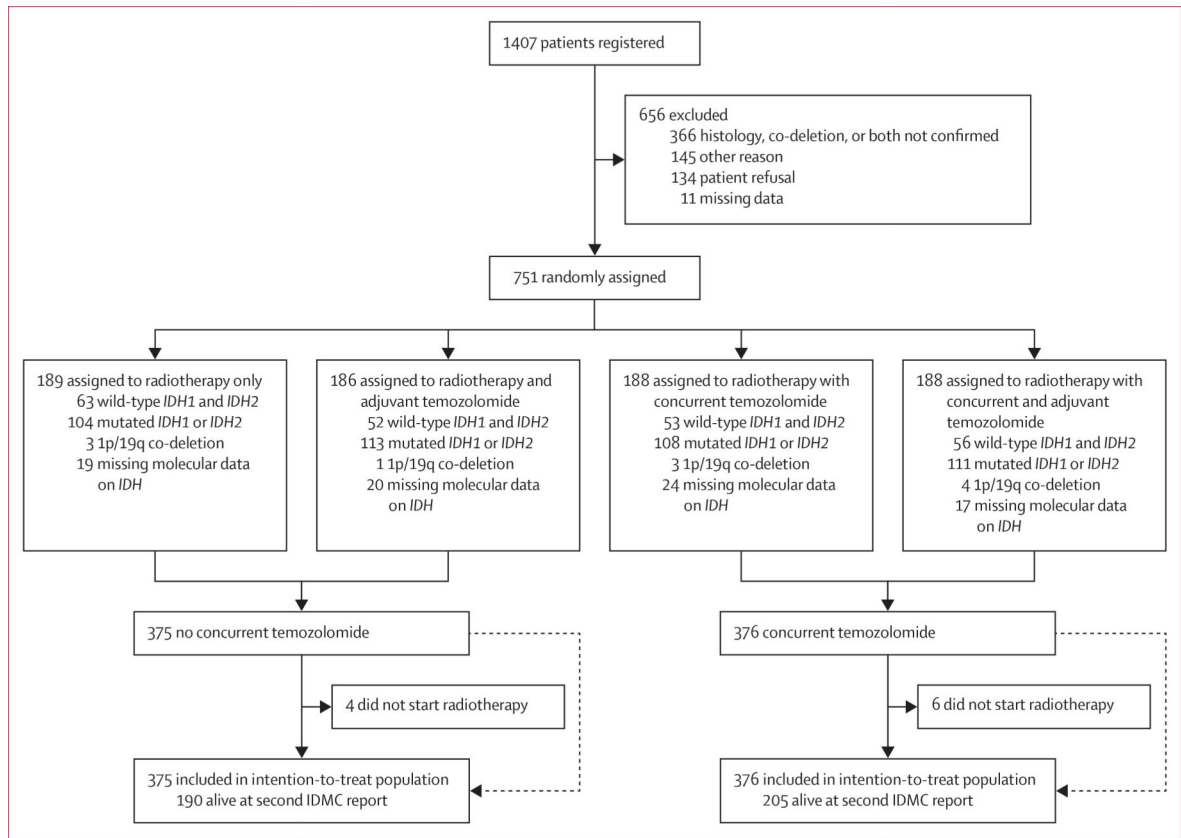 1407 patients registered
656 excluded
366 histology, co-deletion, or both not confirmed
145 other reason
134 patient refusal
11 missing data
751 randomly assigned
189 assigned to radiotherapy only
63 wild-type IDH1 and IDH2
104 mutated IDH1 or IDH2
3 1p/19q co-deletion
19 missing molecular data
on IDH
186 assigned to radiotherapy and
adjuvant temozolomide
52 wild-type IDH1 and IDH2
113 mutated IDH1 or IDH2
1 1p/19q co-deletion
20 missing molecular data
on IDH
188 assigned to radiotherapy with
concurrent temozolomide
53 wild-type IDH1 and IDH2
108 mutated IDH1 or IDH2
3 1p/19q co-deletion
24 missing molecular data
on IDH
188 assigned to radiotherapy with
concurrent and adjuvant
temozolomide
56 wild-type IDH1 and IDH2
111 mutated IDH1 or IDH2
4 1p/19q co-deletion
17 missing molecular data
on IDH
375 no concurrent temozolomide
376 concurrent temozolomide
4 did not start radiotherapy
6 did not start radiotherapy
375 included in intention-to-treat population
190 alive at second IDMC report
376 included in intention-to-treat population
205 alive at second IDMC report